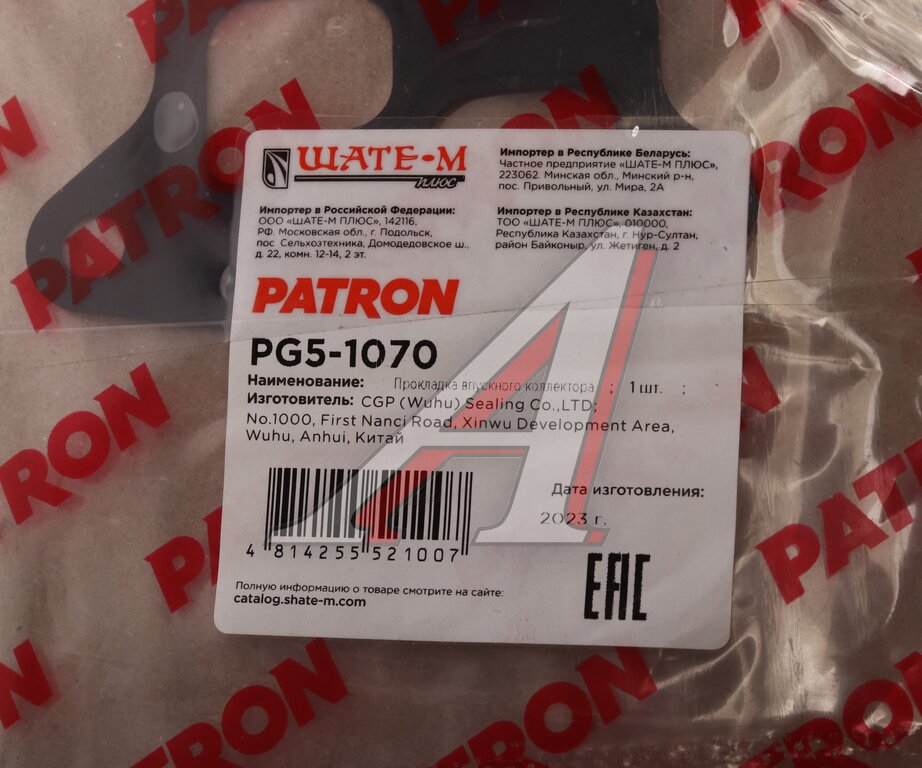 ШАТЕ-М
ПЛЮС
Импортер в Республике Беларусь:
Частное предприятие «ШАТЕ-М ПЛЮС»,
223062. Минская обл., Минский р-н,
пос. Привольный, ул. Мира, 2А
Импортер в Российской Федерации:
ООО «ШАТЕ-М ПЛЮС», 142116,
РФ. Московская обл., г. Подольск,
пос. Сельхозтехника, Домодедовское ш.,
д. 22, комн. 12-14, 2 эт.
Импортер в Республике Казахстан:
ТОО «ШАТЕ-М ПЛЮС», 010000,
Республика Казахстан, г. Нур-Султан,
район Байконыр, ул. Жетиген, д. 2
PATRON
PG5-1070
Наименование: Прокладка впускного коллектора ; 1 шт. ;
Изготовитель: CGP (Wuhu) Sealing Co.,LTD;
No.1000, First Nanci Road, Xinwu Development Area,
Wuhu, Anhui, Китай
Дата изготовления:
2023 г.
4 814255 521007
EAC
Полную информацию о товаре смотрите на сайте:
catalog.shate-m.com
PATRON
PATRON
PATRON
PATRON
PATRON
PATRON
PATRON